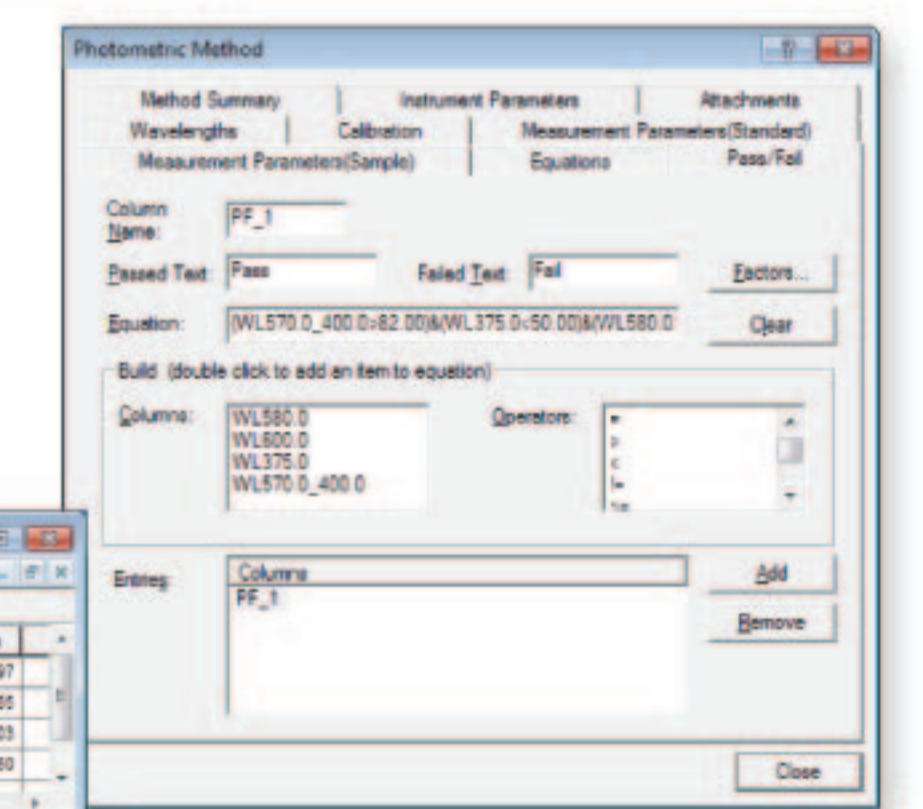 Photometric Method
Method Summary
Instrument Parameters
Attachments
Wavelengths
Calibration
Measurement Parameters(Standard)
Measurement Parameters(Sample)
Equations
Pass/Fail
Column Name:
PF_1
Passed Text:
Pass
Failed Text:
Fail
Factors...
Equation:
(WL570.0_400.0>82.00)&(WL375.0<50.00)&(WL580.0
Clear
Build (double click to add an item to equation)
Columns:
WL580.0
WL600.0
WL375.0
WL570.0_400.0
Operators:
=
>
<
!=
Entries:
Columns
PF_1
Add
Remove
Close
97
03